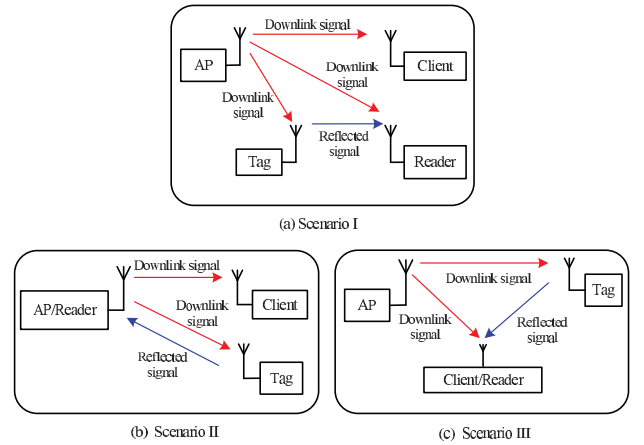 Downlink signal
AP
Client
Downlink
signal
Downlink
signal
Tag
Reflected
signal
Reader
(a) Scenario I
Downlink signal
AP/Reader
Client
Downlink
signal
Reflected
signal
Tag
(b) Scenario II
Downlink signal
AP
Tag
Downlink
signal
Reflected
signal
Client/Reader
(c) Scenario III